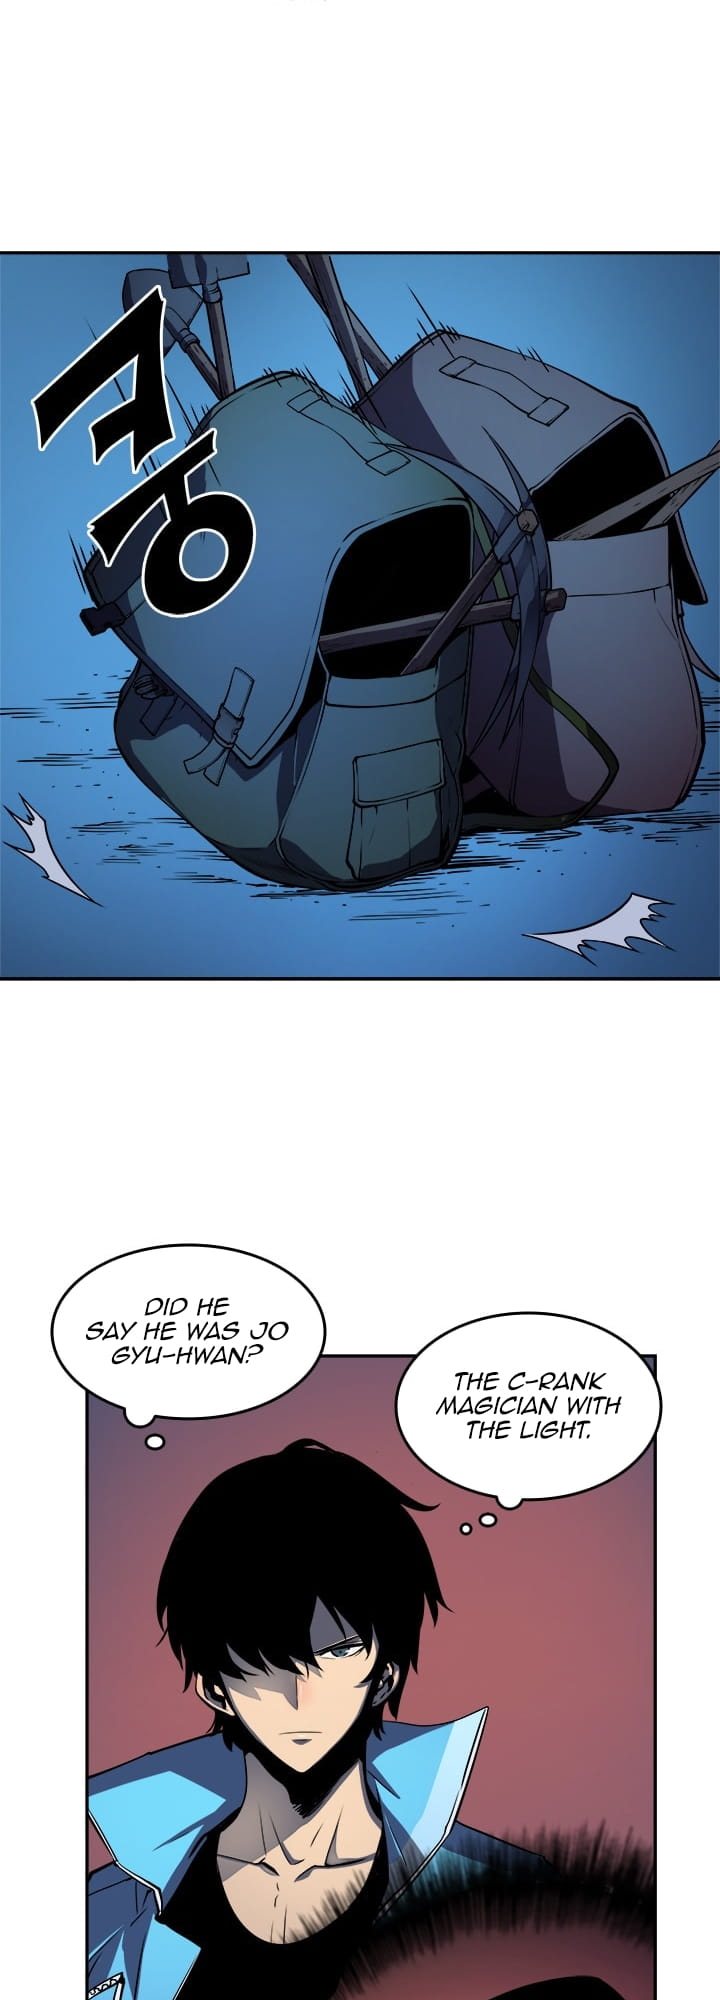 쿵
DID HE
SAY HE WAS JO
GYU-HWAN?
THE C-RANK
MAGICIAN WITH
THE LIGHT.